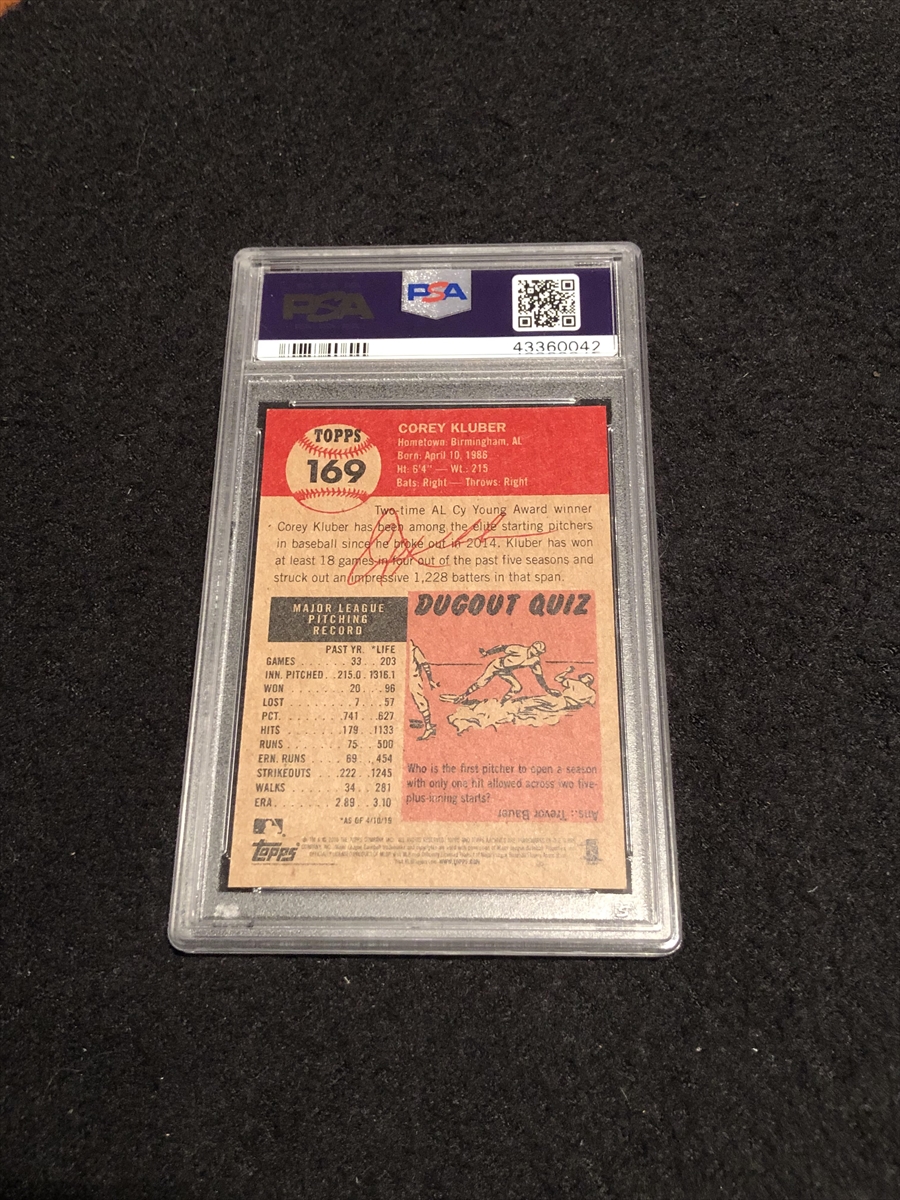 PSA
PSA
43360042
TOPPS
169
COREY KLUBER
Hometown: Birmingham, AL
Born: April 10, 1986
Ht: 6'4" — Wt.: 215
Bats: Right — Throws: Right
Two-time AL Cy Young Award winner
Corey Kluber has been among the elite starting pitchers
in baseball since he broke out in 2014. Kluber has won
at least 18 games in four out of the past five seasons and
struck out an impressive 1,228 batters in that span.
MAJOR LEAGUE
PITCHING
RECORD
PAST YR. *LIFE
GAMES 33 203
INN. PITCHED 215.0 1316.1
WON 20 96
LOST 7 57
PCT. .741 .627
HITS 179 1133
RUNS 75 500
ERN. RUNS 69 454
STRIKEOUTS 222 1245
WALKS 34 281
ERA 2.89 3.10
*AS OF 4/10/19
DUGOUT QUIZ
Who is the first pitcher to open a season
with only one hit allowed across two five-
plus-inning starts?
Ans.: Trevor Bauer
topps